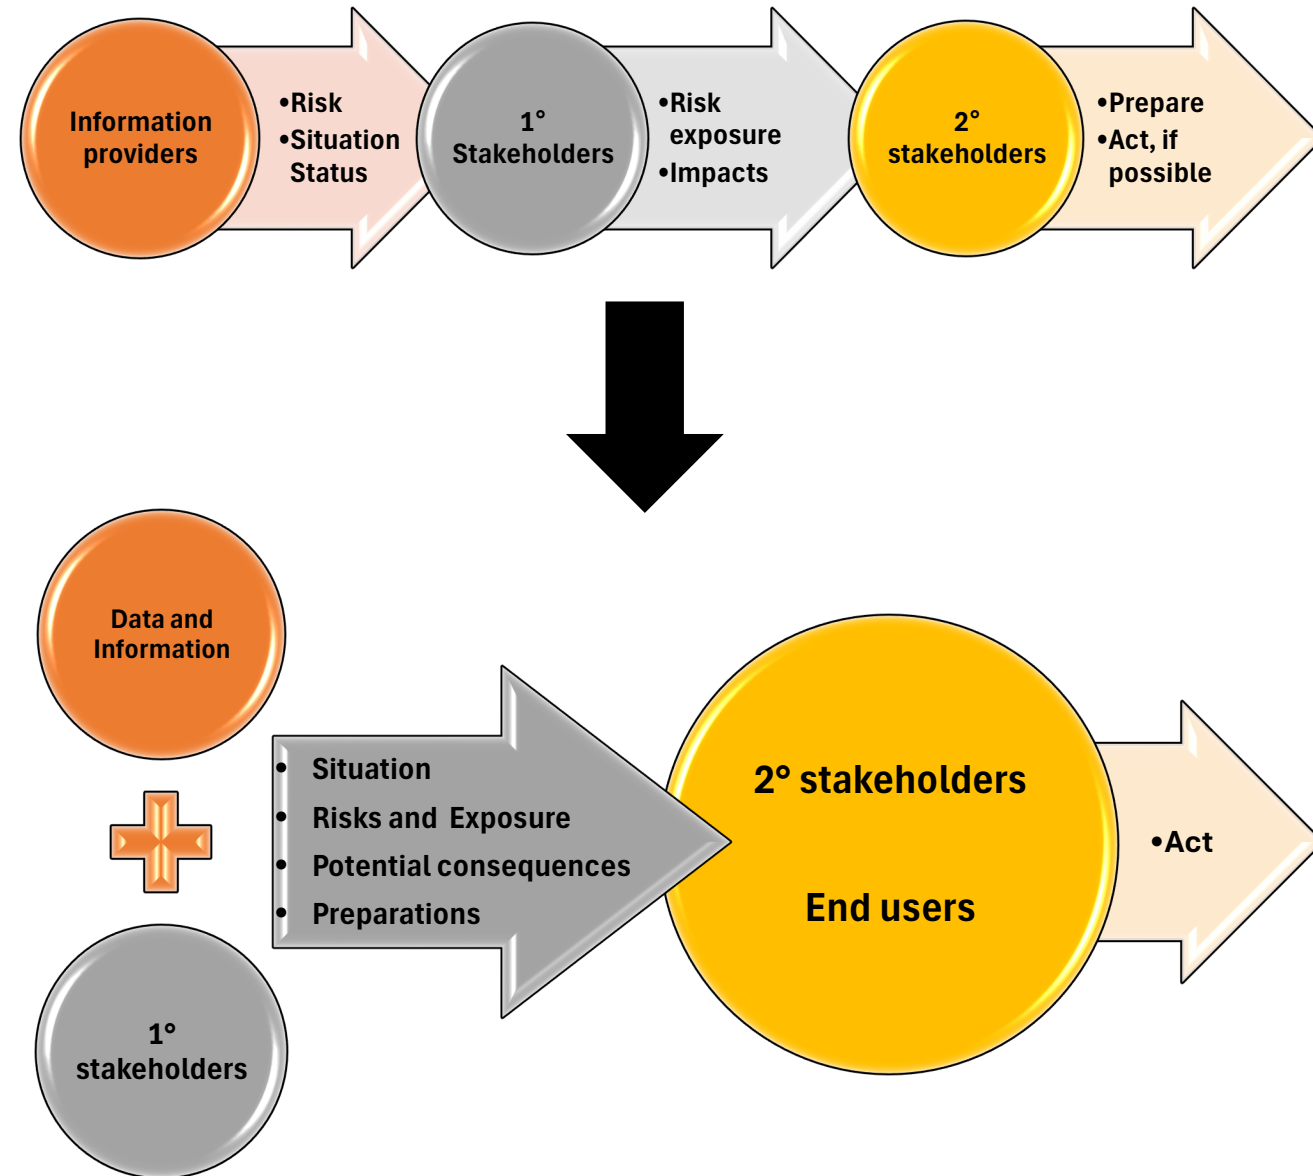 Information
providers
•Risk
•Situation
Status
1°
Stakeholders
•Risk
exposure
•Impacts
2°
stakeholders
•Prepare
•Act, if
possible
Data and
Information
1°
stakeholders
• Situation
• Risks and Exposure
• Potential consequences
• Preparations
2° stakeholders
End users
•Act